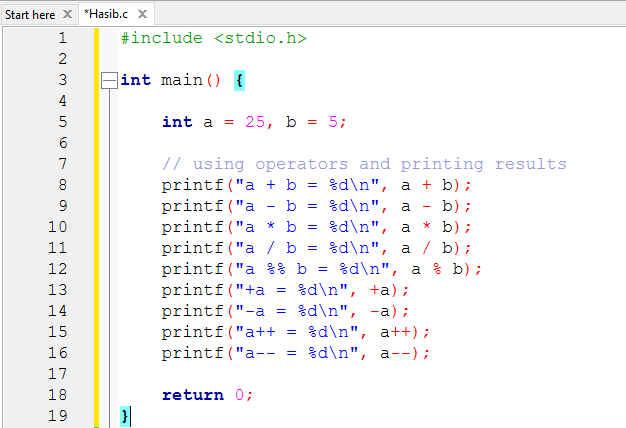 Start here X *Hasib.c X
1 #include <stdio.h>
2
3 int main() {
4
5 int a = 25, b = 5;
6
7 // using operators and printing results
8 printf("a + b = %d\n", a + b);
9 printf("a - b = %d\n", a - b);
10 printf("a * b = %d\n", a * b);
11 printf("a / b = %d\n", a / b);
12 printf("a %% b = %d\n", a % b);
13 printf("+a = %d\n", +a);
14 printf("-a = %d\n", -a);
15 printf("a++ = %d\n", a++);
16 printf("a-- = %d\n", a--);
17
18 return 0;
19 }